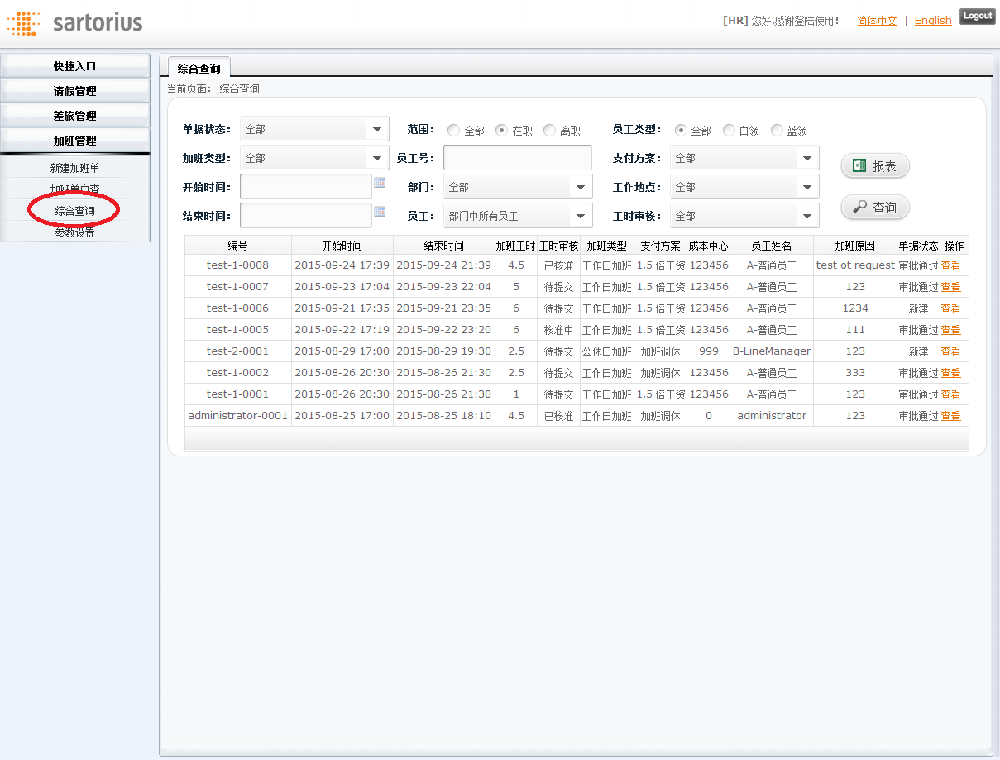 sartorius
[HR] 您好,感谢登陆使用! 简体中文 | English Logout
快捷入口
请假管理
差旅管理
加班管理
新建加班单
加班单自查
综合查询
参数设置
综合查询
当前页面: 综合查询
单据状态: 全部 范围: 全部 在职 离职 员工类型: 全部 白领 蓝领
加班类型: 全部 员工号: 支付方案: 全部
开始时间: 部门: 全部 工作地点: 全部
结束时间: 员工: 部门中所有员工 工时审核: 全部
报表
查询
编号 开始时间 结束时间 加班工时 工时审核 加班类型 支付方案 成本中心 员工姓名 加班原因 单据状态 操作
test-1-0008 2015-09-24 17:39 2015-09-24 21:39 4.5 已核准 工作日加班 1.5 倍工资 123456 A-普通员工 test ot request 审批通过 查看
test-1-0007 2015-09-23 17:04 2015-09-23 22:04 5 待提交 工作日加班 1.5 倍工资 123456 A-普通员工 123 审批通过 查看
test-1-0006 2015-09-21 17:35 2015-09-21 23:35 6 待提交 工作日加班 1.5 倍工资 123456 A-普通员工 1234 新建 查看
test-1-0005 2015-09-22 17:19 2015-09-22 23:20 6 核准中 工作日加班 1.5 倍工资 123456 A-普通员工 111 审批通过 查看
test-2-0001 2015-08-29 17:00 2015-08-29 19:30 2.5 待提交 公休日加班 加班调休 999 B-LineManager 123 新建 查看
test-1-0002 2015-08-26 20:30 2015-08-26 21:30 2.5 待提交 工作日加班 加班调休 123456 A-普通员工 333 审批通过 查看
test-1-0001 2015-08-26 20:30 2015-08-26 21:30 1 待提交 工作日加班 1.5 倍工资 123456 A-普通员工 123 审批通过 查看
administrator-0001 2015-08-25 17:00 2015-08-25 18:10 4.5 已核准 工作日加班 加班调休 0 administrator 123 审批通过 查看